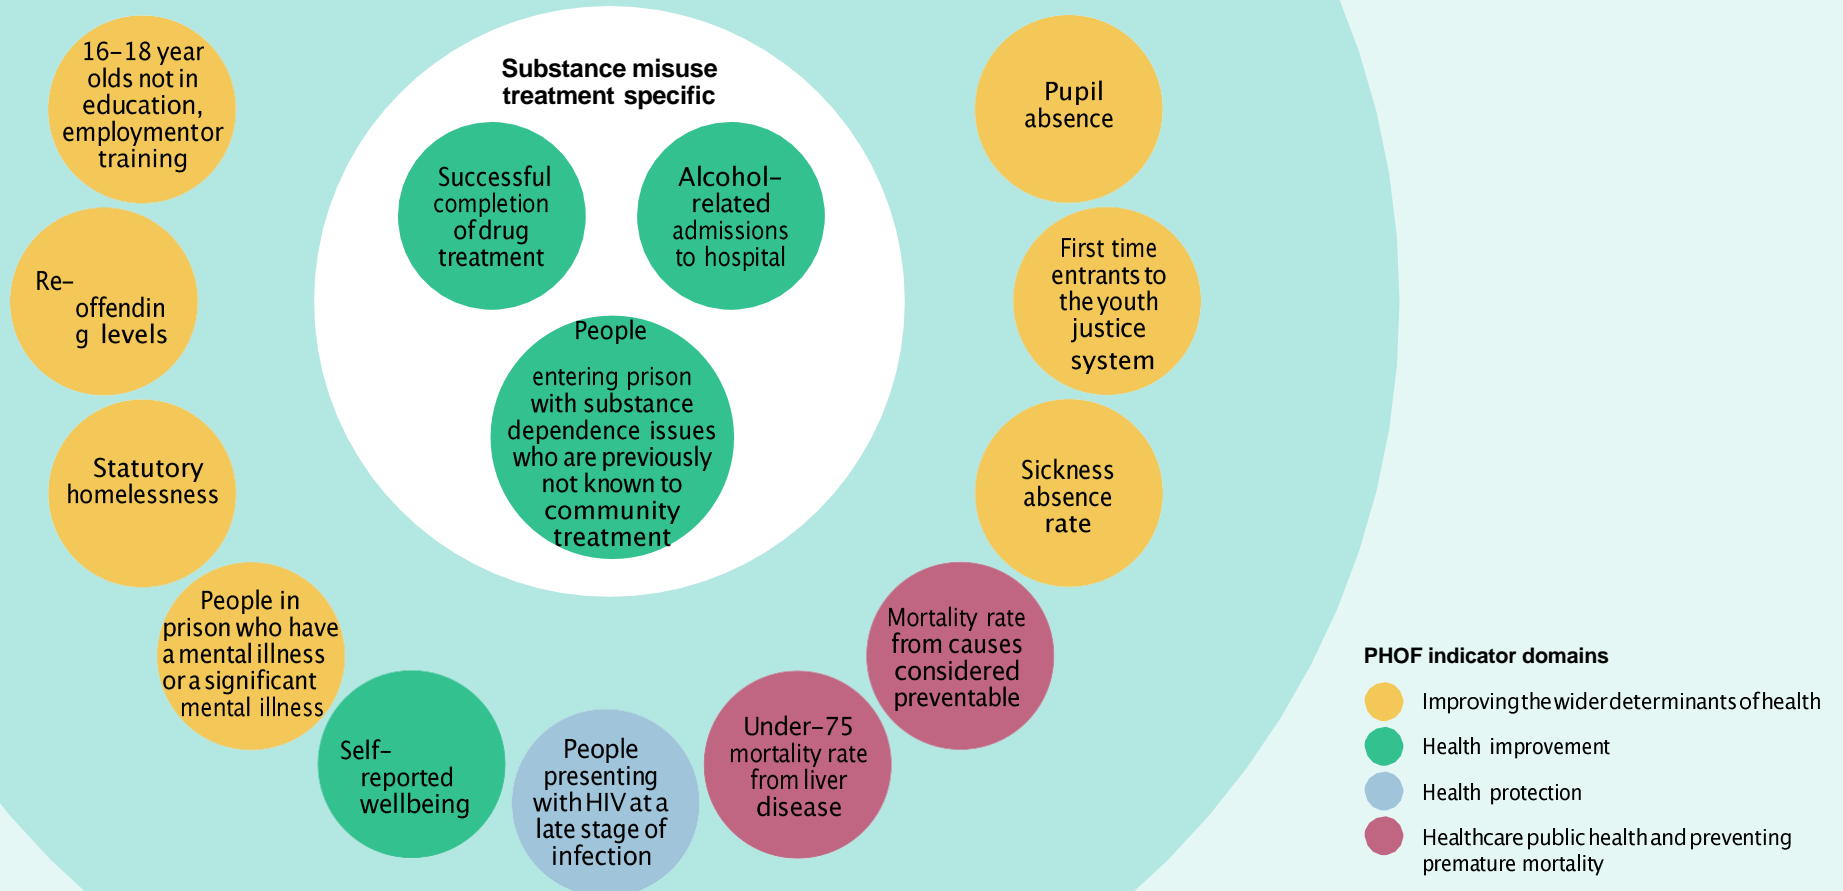 16–18 year
olds not in
education,
employmentor
training
Re–
offendin
g levels
Statutory
homelessness
People in
prison who have
a mental illness
or a significant
mental illness
Self–
reported
wellbeing
People
presenting
with HIV at a
late stage of
infection
Under–75
mortality rate
from liver
disease
Mortality rate
from causes
considered
preventable
Sickness
absence
rate
First time
entrants to
the youth
justice
system
Pupil
absence
Substance misuse
treatment specific
Successful
completion
of drug
treatment
Alcohol–
related
admissions
to hospital
People
entering prison
with substance
dependence issues
who are previously
not known to
community
treatment
PHOF indicator domains
Improving the wider determinants of health
Health improvement
Health protection
Healthcare public health and preventing
premature mortality